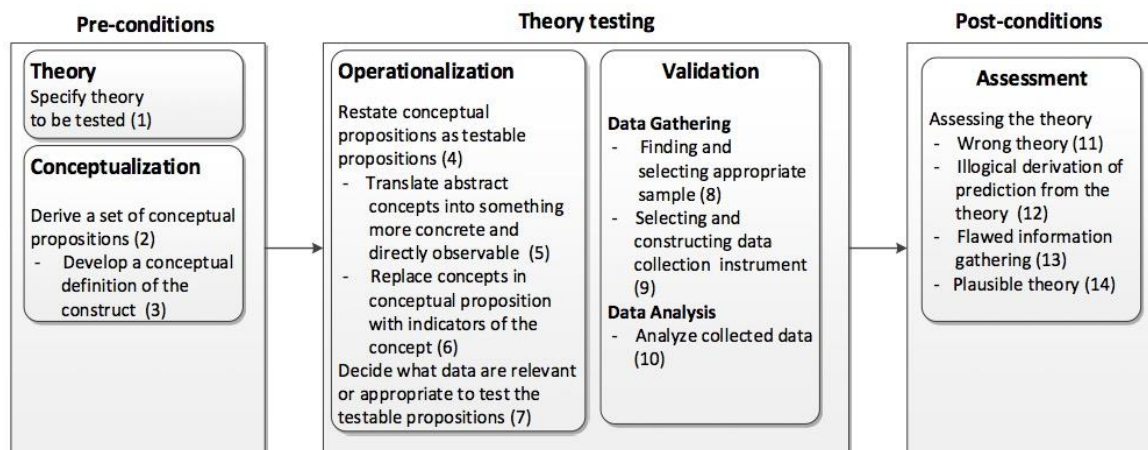 Pre-conditions
Theory
Specify theory
to be tested (1)
Conceptualization
Derive a set of conceptual
propositions (2)
- Develop a conceptual
definition of the
construct (3)
Theory testing
Operationalization
Restate conceptual
propositions as testable
propositions (4)
- Translate abstract
concepts into something
more concrete and
directly observable (5)
- Replace concepts in
conceptual proposition
with indicators of the
concept (6)
Decide what data are relevant
or appropriate to test the
testable propositions (7)
Validation
Data Gathering
- Finding and
selecting appropriate
sample (8)
- Selecting and
constructing data
collection instrument
(9)
Data Analysis
- Analyze collected data
(10)
Post-conditions
Assessment
Assessing the theory
- Wrong theory (11)
- Illogical derivation of
prediction from the
theory (12)
- Flawed information
gathering (13)
- Plausible theory (14)